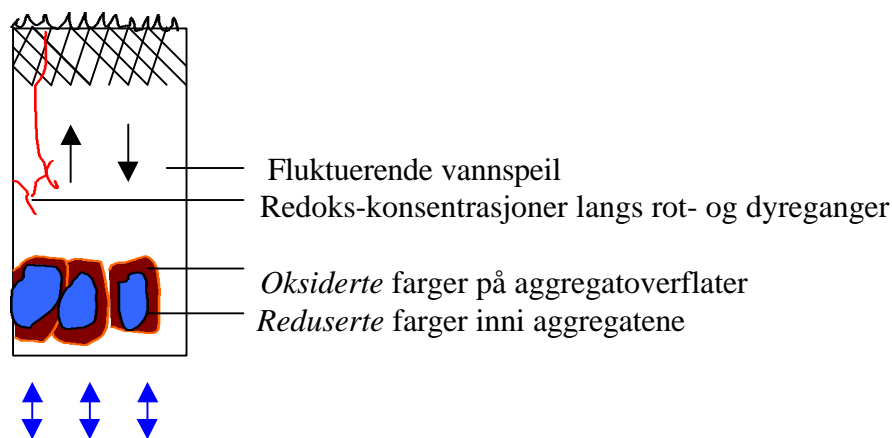 Fluktuerende vannspeil
Redoks-konsentrasjoner langs rot- og dyreganger
Oksiderte farger på aggregatoverflater
Reduserte farger inni aggregatene